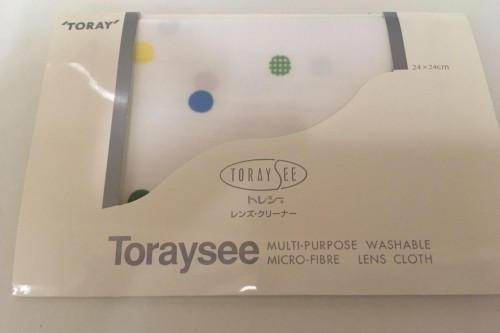 'TORAY'
24×24cm
TORAYSEE
トレシー
レンズ・クリーナー
Toraysee MULTI-PURPOSE WASHABLE
MICRO-FIBRE LENS CLOTH